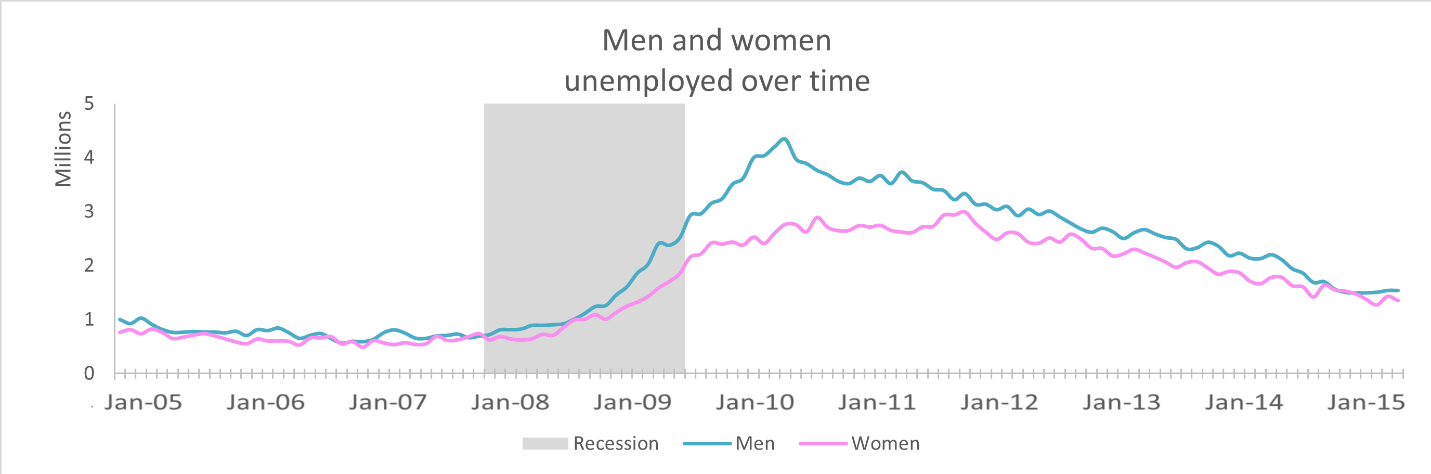 Men and women
unemployed over time
Millions
5
4
3
2
1
0
Jan-05 Jan-06 Jan-07 Jan-08 Jan-09 Jan-10 Jan-11 Jan-12 Jan-13 Jan-14 Jan-15
Recession Men Women